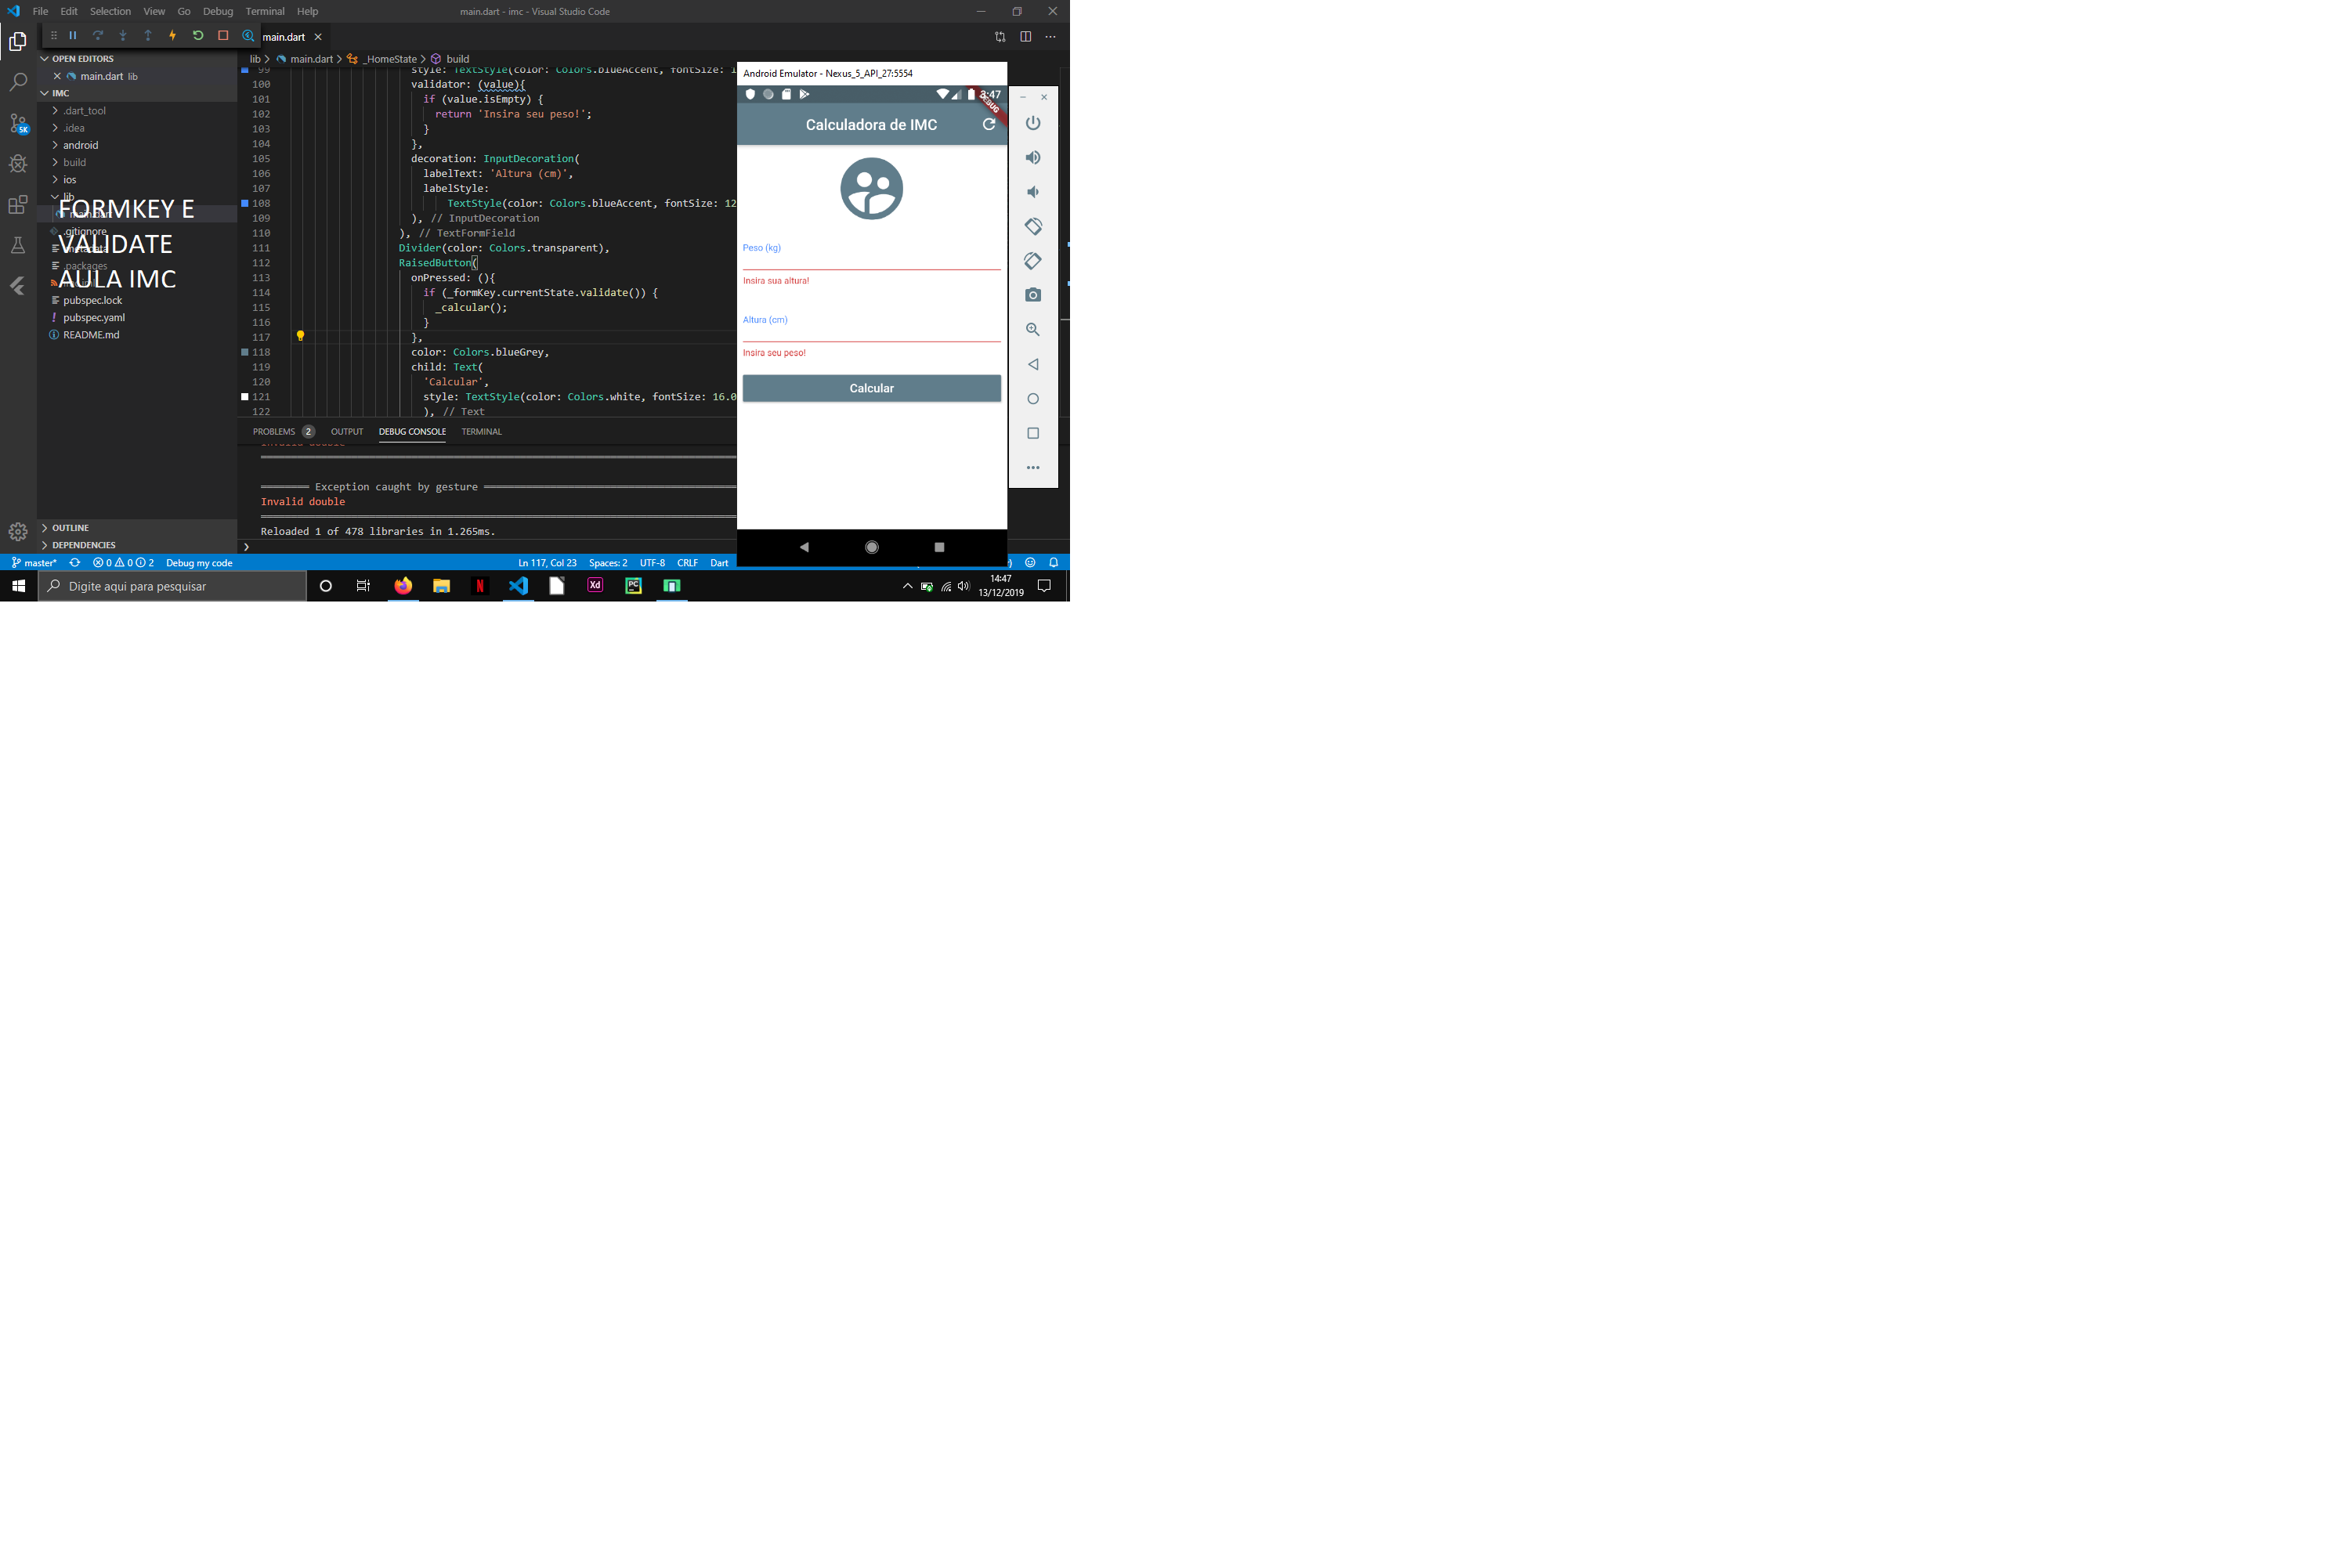 File Edit Selection View Go Debug Terminal Help
main.dart - imc - Visual Studio Code
main.dart
OPEN EDITORS
main.dart lib
IMC
.dart_tool
.idea
android
build
ios
lib
main.dart
.gitignore
.metadata
.packages
pubspec.lock
pubspec.yaml
README.md
FORMKEY E
VALIDATE
AULA IMC
OUTLINE
DEPENDENCIES
5K
lib > main.dart > _HomeState > build
99 style: TextStyle(color: Colors.blueAccent, fontSize: 1
100 validator: (value){
101 if (value.isEmpty) {
102 return 'Insira seu peso!';
103 }
104 },
105 decoration: InputDecoration(
106 labelText: 'Altura (cm)',
107 labelStyle:
108 TextStyle(color: Colors.blueAccent, fontSize: 12
109 ), // InputDecoration
110 ), // TextFormField
111 Divider(color: Colors.transparent),
112 RaisedButton(
113 onPressed: (){
114 if (_formKey.currentState.validate()) {
115 _calcular();
116 }
117 },
118 color: Colors.blueGrey,
119 child: Text(
120 'Calcular',
121 style: TextStyle(color: Colors.white, fontSize: 16.0
122 ), // Text
PROBLEMS 2 OUTPUT DEBUG CONSOLE TERMINAL
Invalid double
════════ Exception caught by gesture ════════
Invalid double
Reloaded 1 of 478 libraries in 1.265ms.
Android Emulator - Nexus_5_API_27:5554
3:47
DEBUG
Calculadora de IMC
Peso (kg)
Insira sua altura!
Altura (cm)
Insira seu peso!
Calcular
master* 0 0 2 Debug my code
Ln 117, Col 23 Spaces: 2 UTF-8 CRLF Dart
Digite aqui para pesquisar
N
Xd
PC
14:47
13/12/2019